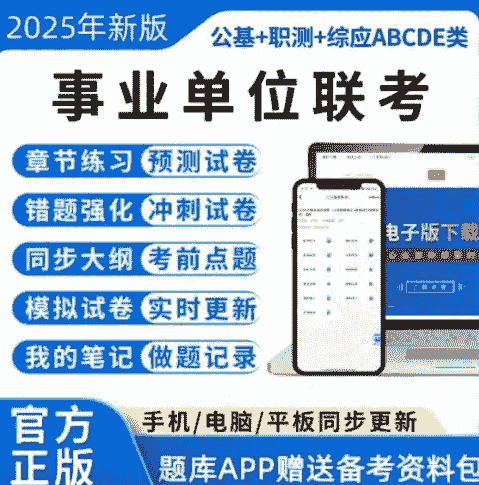 2025年新版
公基+职测+综应ABCDE类
事业单位联考
章节练习 预测试卷
错题强化 冲刺试卷
同步大纲 考前点题
模拟试卷 实时更新
我的笔记 做题记录
电子版下载
官方正版
手机/电脑/平板同步更新
题库APP赠送备考资料包